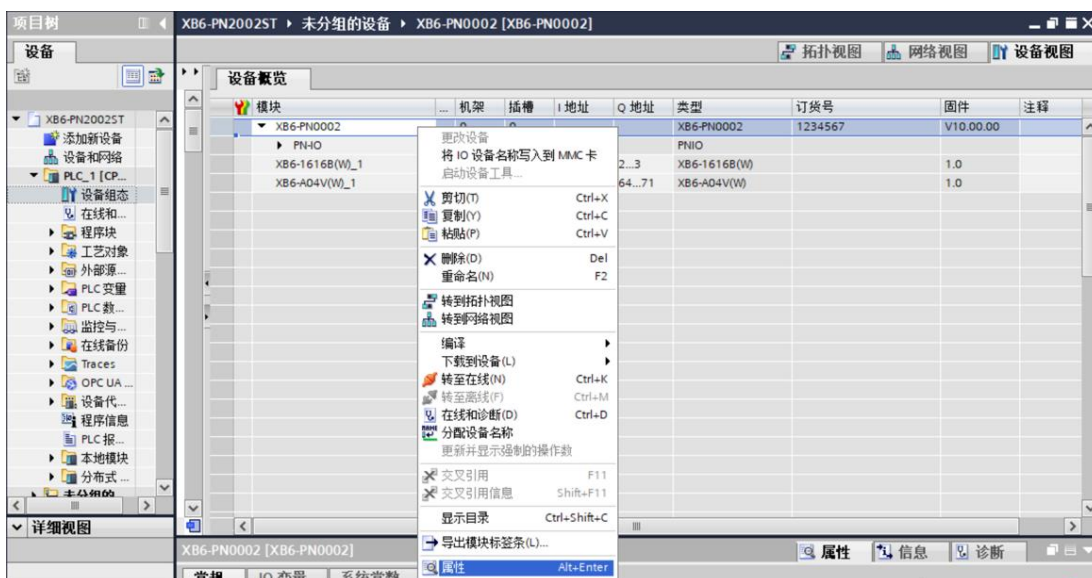 项目树
设备
XB6-PN2002ST
添加新设备
设备和网络
PLC_1 [CP...
设备组态
在线和...
程序块
工艺对象
外部源...
PLC 变量
PLC 数...
监控与...
在线备份
Traces
OPC UA ...
设备代...
程序信息
PLC 报...
本地模块
分布式 ...
未分组的
详细视图
XB6-PN2002ST ▸ 未分组的设备 ▸ XB6-PN0002 [XB6-PN0002]
拓扑视图 网络视图 设备视图
设备概览
模块 ... 机架 插槽 I 地址 Q 地址 类型 订货号 固件 注释
XB6-PN0002 0 0 XB6-PN0002 1234567 V10.00.00
PN-IO PNIO
XB6-1616B(W)_1 2...3 XB6-1616B(W) 1.0
XB6-A04V(W)_1 64...71 XB6-A04V(W) 1.0
更改设备
将 IO 设备名称写入到 MMC 卡
启动设备工具...
剪切(T) Ctrl+X
复制(Y) Ctrl+C
粘贴(P) Ctrl+V
删除(D) Del
重命名(N) F2
转到拓扑视图
转到网络视图
编译
下载到设备(L)
转至在线(N) Ctrl+K
转至离线(F) Ctrl+M
在线和诊断(D) Ctrl+D
分配设备名称
更新并显示强制的操作数
交叉引用 F11
交叉引用信息 Shift+F11
显示目录 Ctrl+Shift+C
导出模块标签条(L)...
属性 Alt+Enter
XB6-PN0002 [XB6-PN0002]
属性 信息 诊断
常规 IO 变量 系统常数